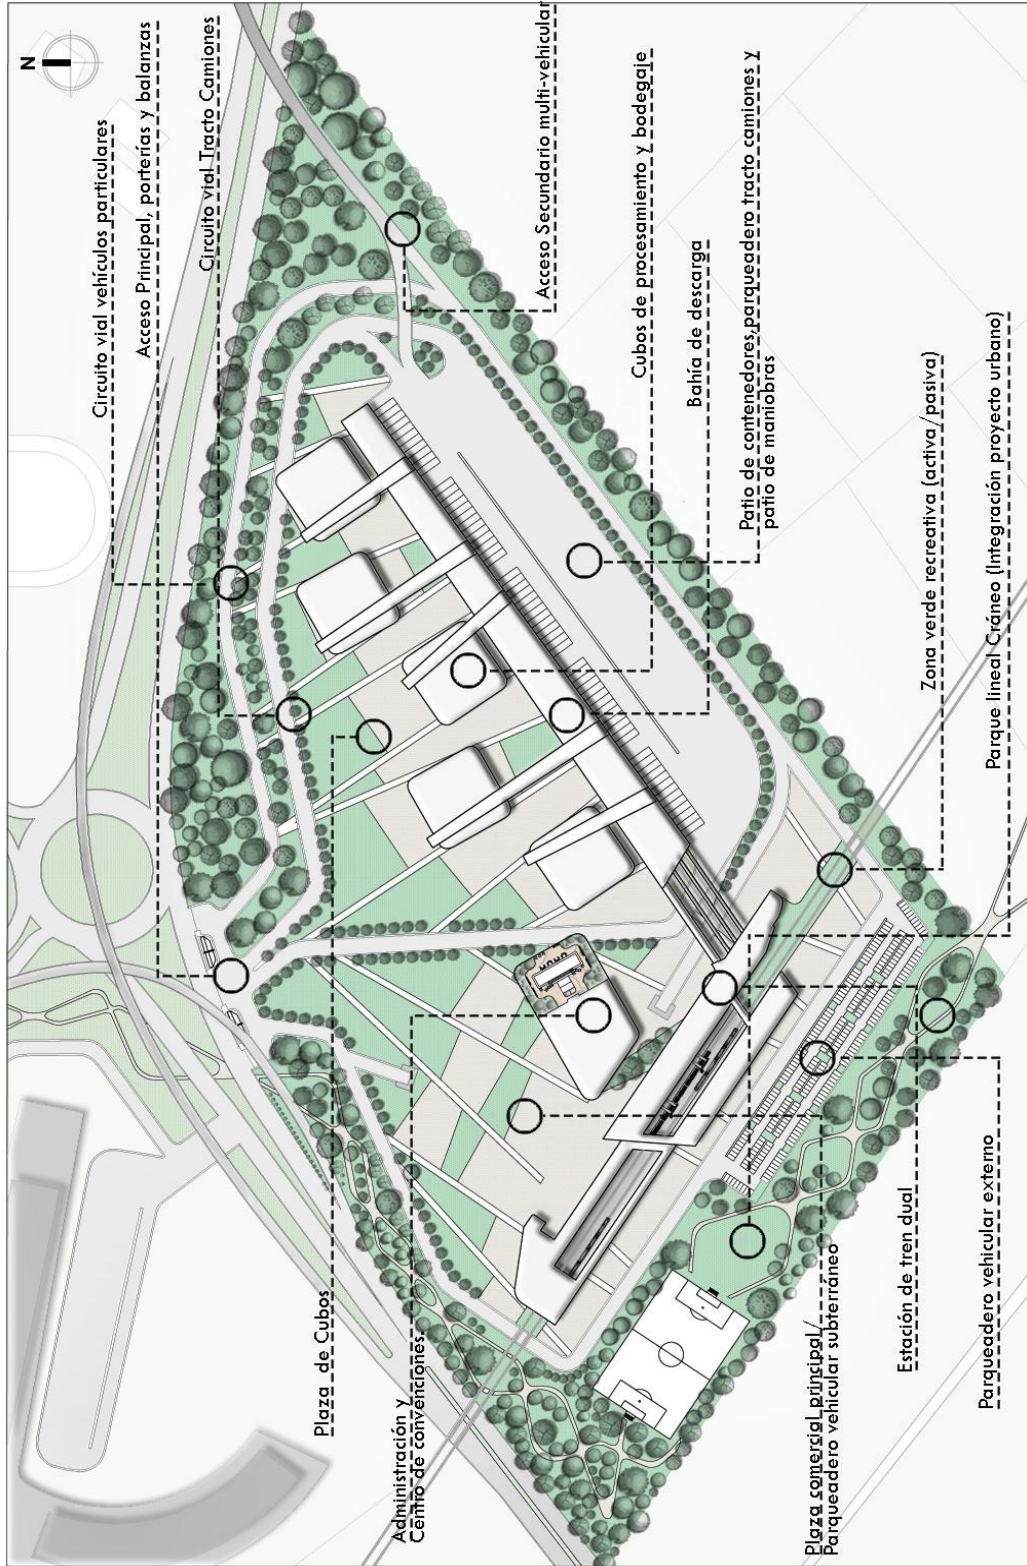 N
Circuito vial vehículos particulares
Acceso Principal, porterías y balanzas
Circuito vial Tracto Camiones
Acceso Secundario multi-vehicular
Cubos de procesamiento y bodegaje
Bahía de descarga
Patio de contenedores,parqueadero tracto camiones y
patio de maniobras
Zona verde recreativa (activa/pasiva)
Parque lineal Cráneo (Integración proyecto urbano)
Plaza de Cubos
Administración y
Centro de convenciones
Plaza comercial principal/
Parqueadero vehicular subterráneo
Estación de tren dual
Parqueadero vehicular externo